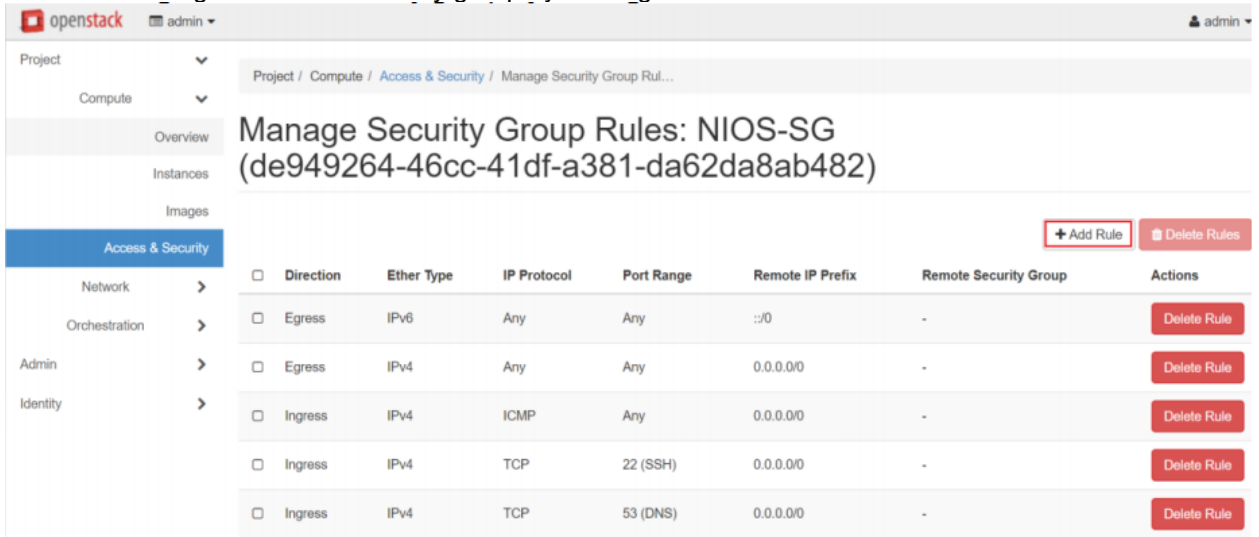 openstack admin admin
Project
Project / Compute / Access & Security / Manage Security Group Rul...
Compute
Overview
Instances
Images
Access & Security
Network
Orchestration
Admin
Identity
Manage Security Group Rules: NIOS-SG
(de949264-46cc-41df-a381-da62da8ab482)
+ Add Rule Delete Rules
Direction Ether Type IP Protocol Port Range Remote IP Prefix Remote Security Group Actions
Egress IPv6 Any Any ::/0 - Delete Rule
Egress IPv4 Any Any 0.0.0.0/0 - Delete Rule
Ingress IPv4 ICMP Any 0.0.0.0/0 - Delete Rule
Ingress IPv4 TCP 22 (SSH) 0.0.0.0/0 - Delete Rule
Ingress IPv4 TCP 53 (DNS) 0.0.0.0/0 - Delete Rule